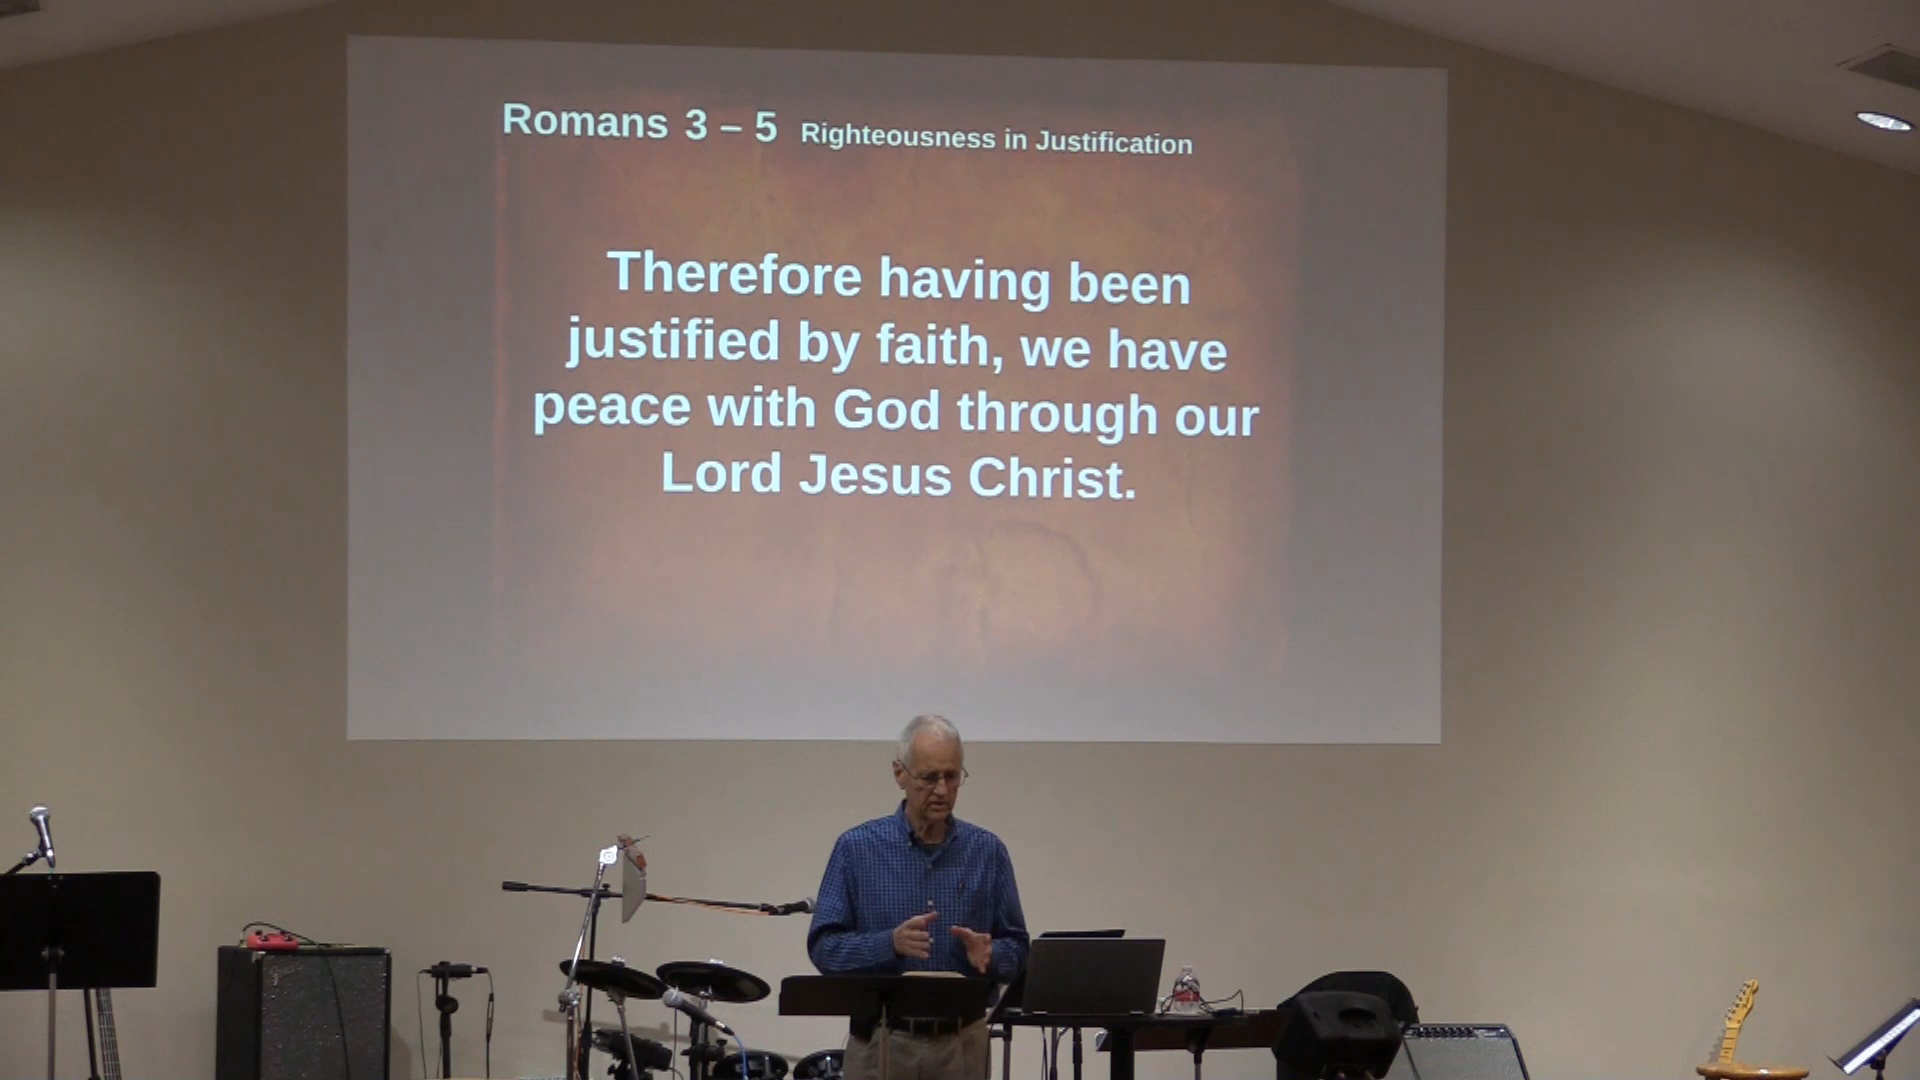 Romans 3 – 5 Righteousness in Justification
Therefore having been
justified by faith, we have
peace with God through our
Lord Jesus Christ.